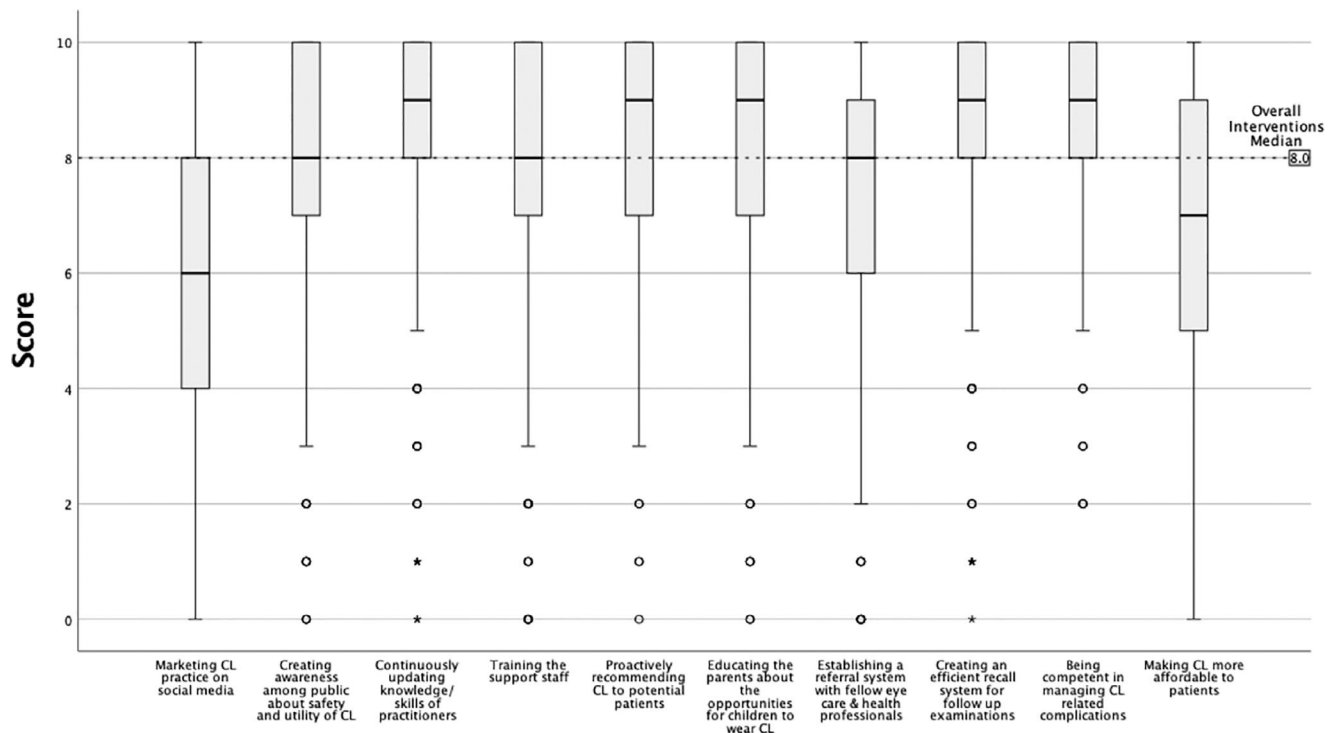 10
8
6
4
2
0
Score
Overall
Interventions
Median
8.0
Marketing CL
practice on
social media
Creating
awareness
among public
about safety
and utility of CL
Continuously
updating
knowledge/
skills of
practitioners
Training the
support staff
Proactively
recommending
CL to potential
patients
Educating the
parents about
the
opportunities
for children to
wear CL
Establishing a
referral system
with fellow eye
care & health
professionals
Creating an
efficient recall
system for
follow up
examinations
Being
competent in
managing CL
related
complications
Making CL more
affordable to
patients